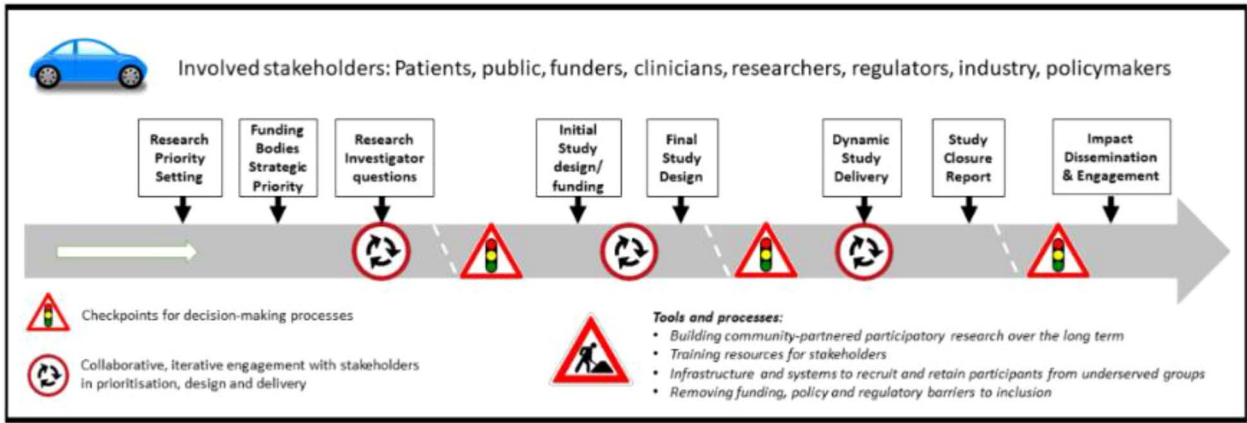 Involved stakeholders: Patients, public, funders, clinicians, researchers, regulators, industry, policymakers
Research
Priority
Setting
Funding
Bodies
Strategic
Priority
Research
Investigator
questions
Initial
Study
design/
funding
Final
Study
Design
Dynamic
Study
Delivery
Study
Closure
Report
Impact
Dissemination
& Engagement
Checkpoints for decision-making processes
Collaborative, iterative engagement with stakeholders
in prioritisation, design and delivery
Tools and processes:
• Building community-partnered participatory research over the long term
• Training resources for stakeholders
• Infrastructure and systems to recruit and retain participants from underserved groups
• Removing funding, policy and regulatory barriers to inclusion